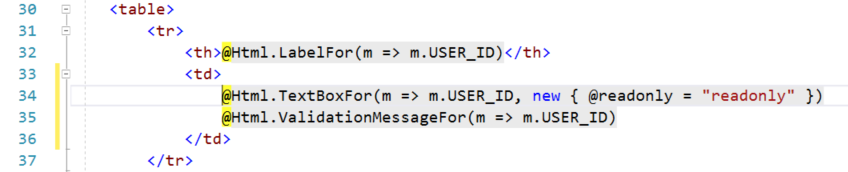 30 <table>
31 <tr>
32 <th>@Html.LabelFor(m => m.USER_ID)</th>
33 <td>
34 @Html.TextBoxFor(m => m.USER_ID, new { @readonly = "readonly" })
35 @Html.ValidationMessageFor(m => m.USER_ID)
36 </td>
37 </tr>